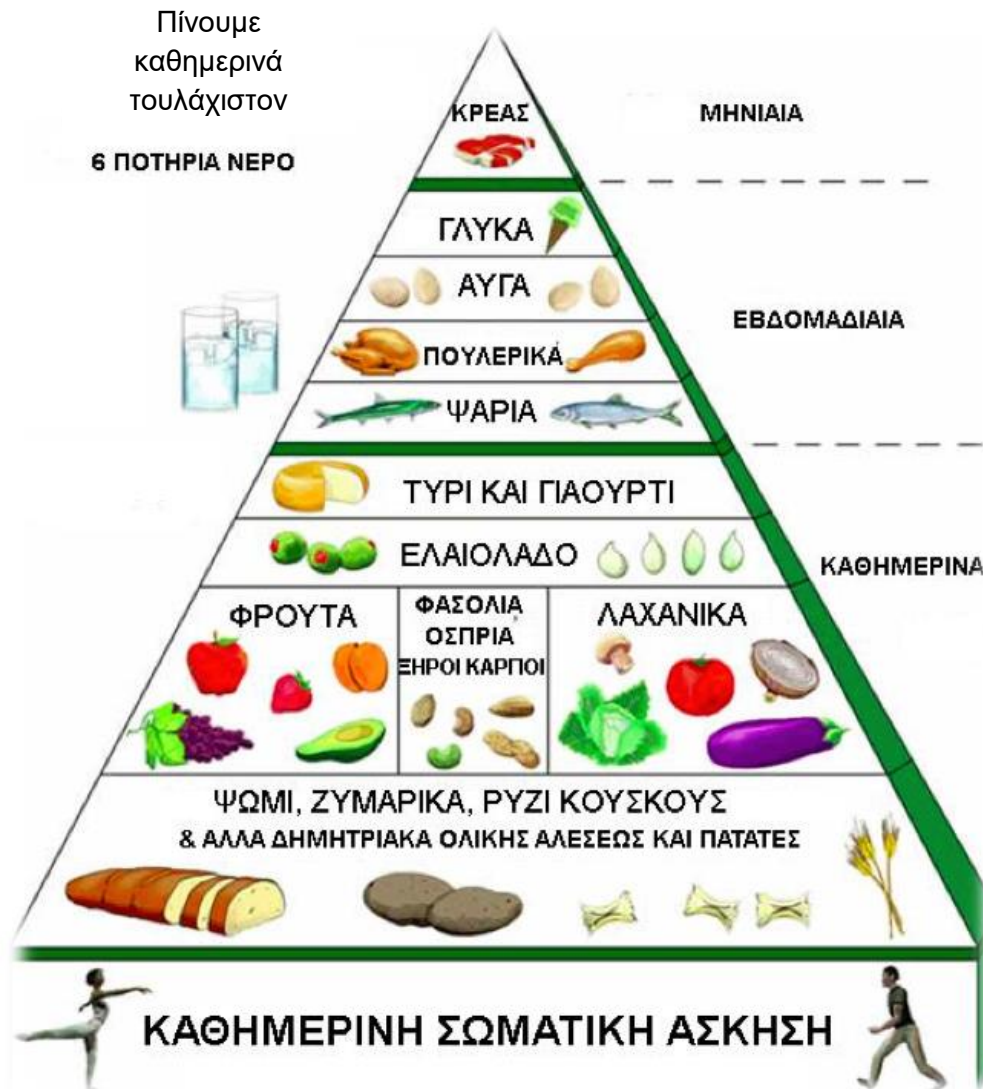 Πίνουμε
καθημερινά
τουλάχιστον
6 ΠΟΤΗΡΙΑ ΝΕΡΟ
ΚΡΕΑΣ
ΜΗΝΙΑΙΑ
ΓΛΥΚΑ
ΑΥΓΑ
ΕΒΔΟΜΑΔΙΑΙΑ
ΠΟΥΛΕΡΙΚΑ
ΨΑΡΙΑ
ΤΥΡΙ ΚΑΙ ΓΙΑΟΥΡΤΙ
ΕΛΑΙΟΛΑΔΟ
ΚΑΘΗΜΕΡΙΝΑ
ΦΡΟΥΤΑ
ΦΑΣΟΛΙΑ
ΟΣΠΡΙΑ
ΞΗΡΟΙ ΚΑΡΠΟΙ
ΛΑΧΑΝΙΚΑ
ΨΩΜΙ, ΖΥΜΑΡΙΚΑ, ΡΥΖΙ ΚΟΥΣΚΟΥΣ
& ΑΛΛΑ ΔΗΜΗΤΡΙΑΚΑ ΟΛΙΚΗΣ ΑΛΕΣΕΩΣ ΚΑΙ ΠΑΤΑΤΕΣ
ΚΑΘΗΜΕΡΙΝΗ ΣΩΜΑΤΙΚΗ ΑΣΚΗΣΗ